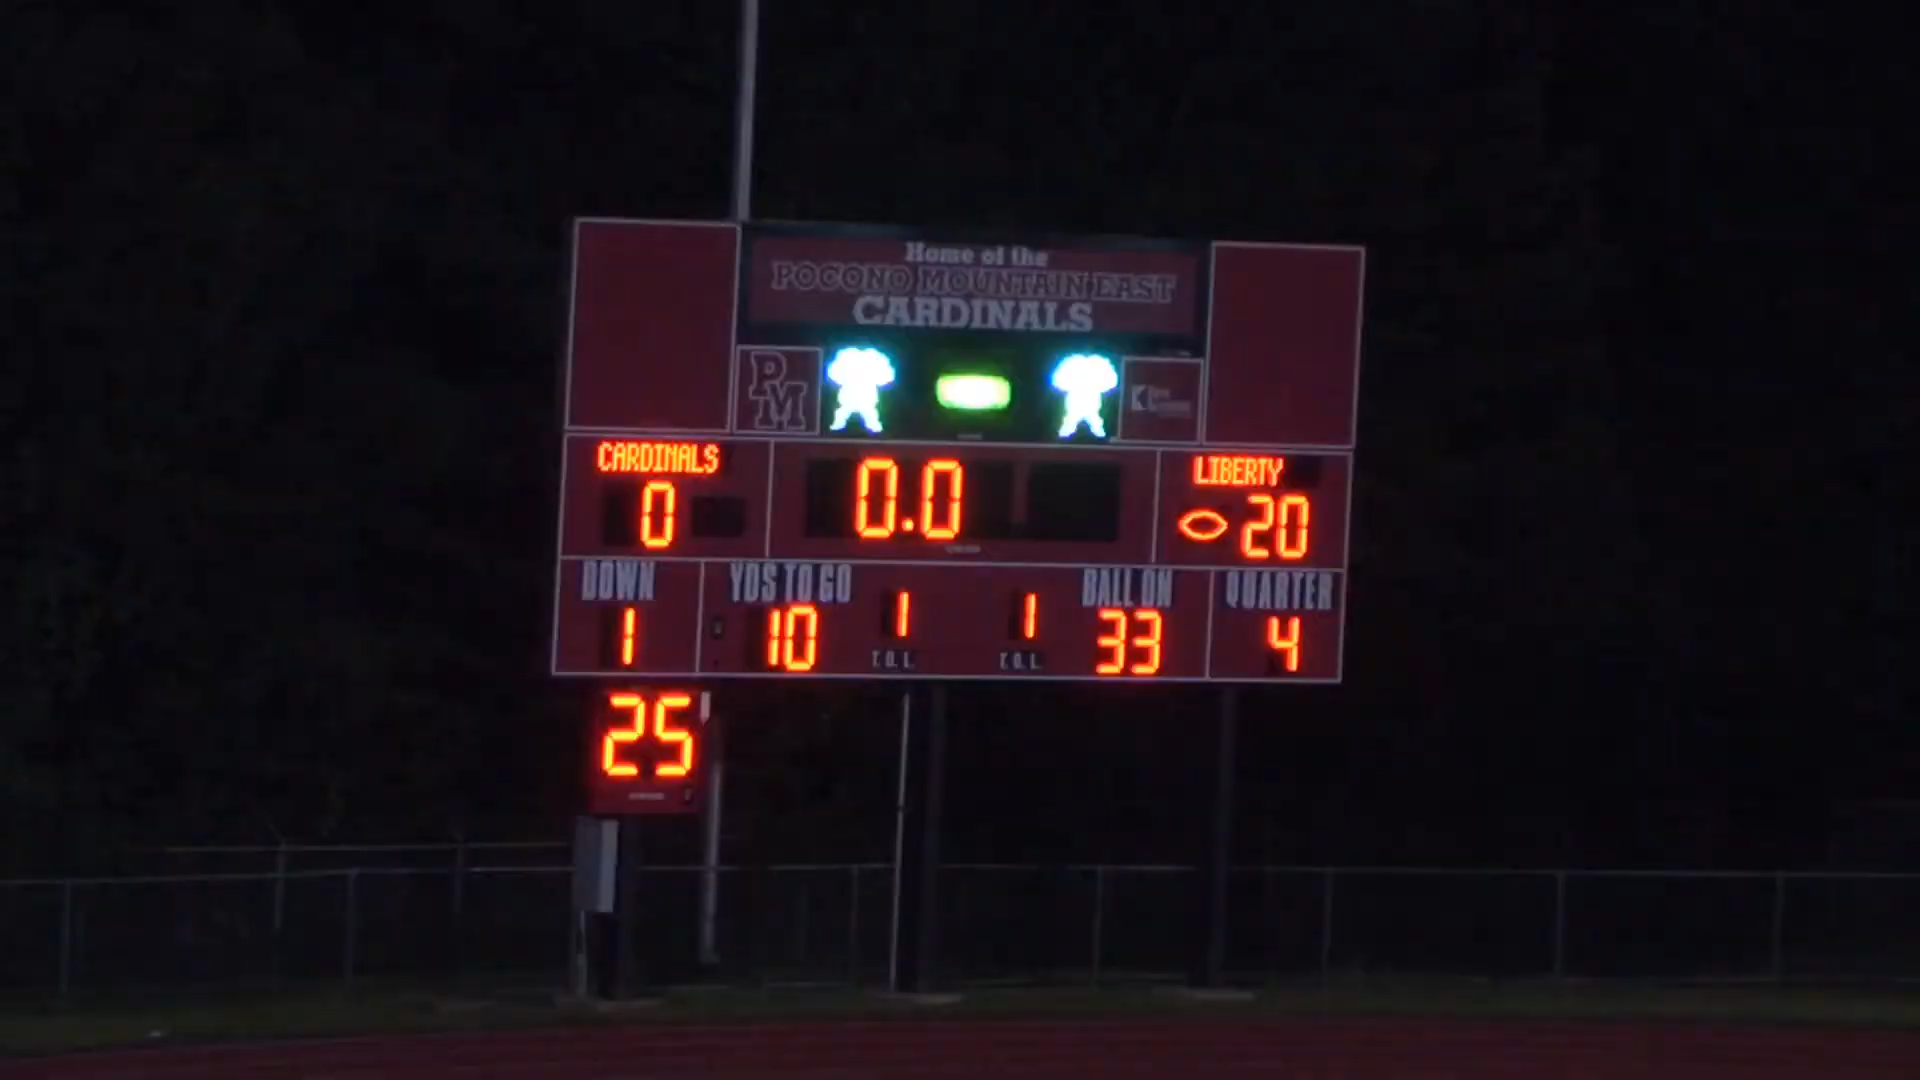 Home of the
POCONO MOUNTAIN EAST
CARDINALS
PM
CARDINALS
0
0.0
LIBERTY
20
DOWN
1
YDS TO GO
10
1
T.O.L.
1
T.O.L.
BALL ON
33
QUARTER
4
25